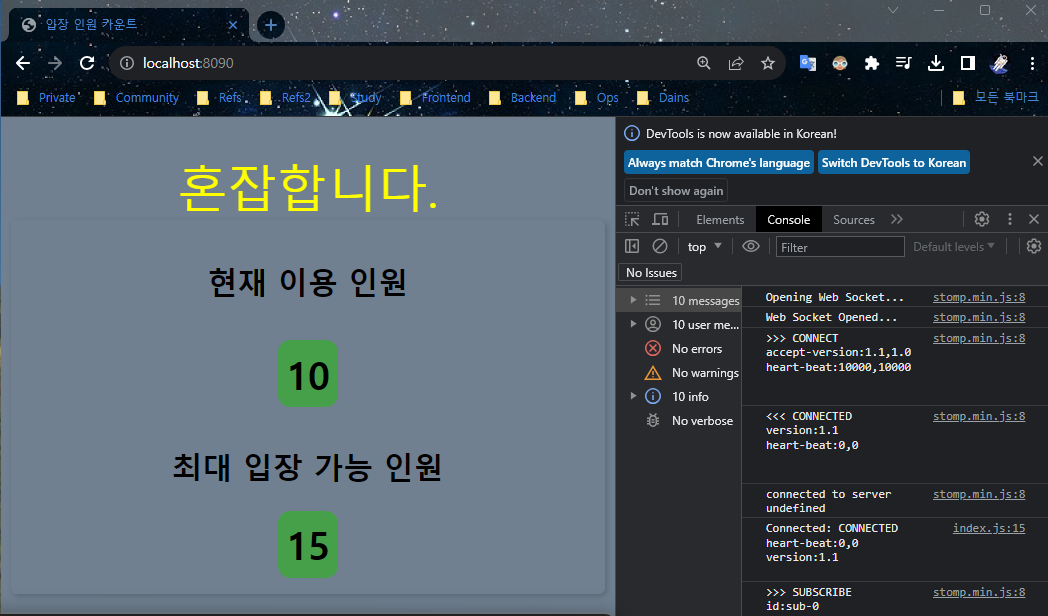 입장 인원 카운트
localhost:8090
Private Community Refs Refs2 Study Frontend Backend Ops Dains 모든 북마크
혼잡합니다.
현재 이용 인원
10
최대 입장 가능 인원
15
DevTools is now available in Korean!
Always match Chrome's language Switch DevTools to Korean
Don't show again
Elements Console Sources
top Filter Default levels
No Issues
10 messages
10 user me...
No errors
No warnings
10 info
No verbose
Opening Web Socket... stomp.min.js:8
Web Socket Opened... stomp.min.js:8
>>> CONNECT stomp.min.js:8
accept-version:1.1,1.0
heart-beat:10000,10000
<<< CONNECTED stomp.min.js:8
version:1.1
heart-beat:0,0
connected to server stomp.min.js:8
undefined
Connected: CONNECTED index.js:15
heart-beat:0,0
version:1.1
>>> SUBSCRIBE stomp.min.js:8
id:sub-0